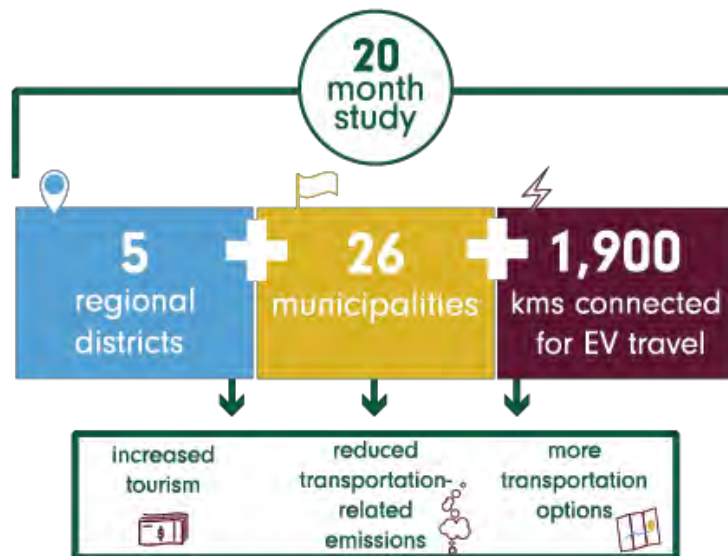 20
month
study
5
regional
districts
26
municipalities
1,900
kms connected
for EV travel
increased
tourism
reduced
transportation-
related
emissions
more
transportation
options
$